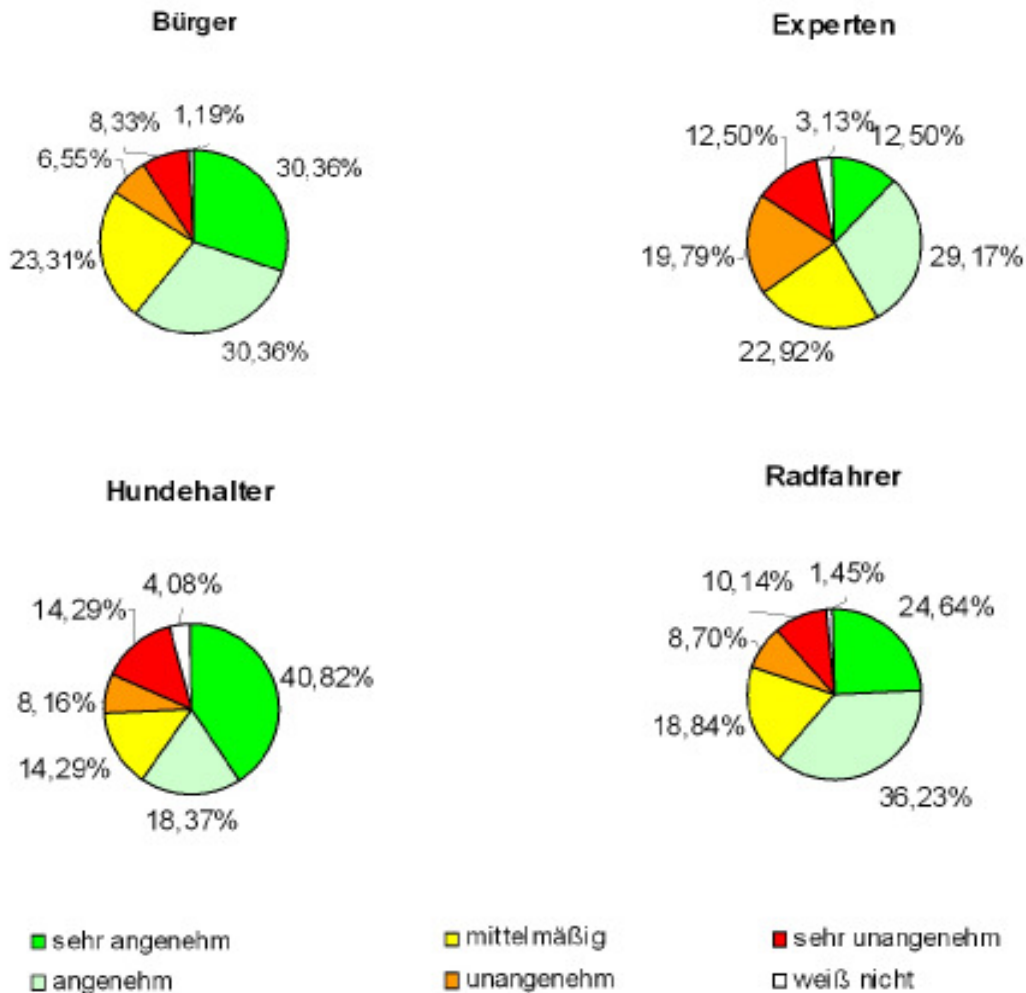 Bürger
8,33% 1,19%
6,55%
30,36%
23,31%
30,36%
Experten
12,50% 3,13% 12,50%
19,79%
29,17%
22,92%
Hundehalter
4,08%
14,29%
40,82%
8,16%
14,29%
18,37%
Radfahrer
10,14% 1,45%
24,64%
8,70%
18,84%
36,23%
sehr angenehm
mittelmäßig
sehr unangenehm
angenehm
unangenehm
weiß nicht